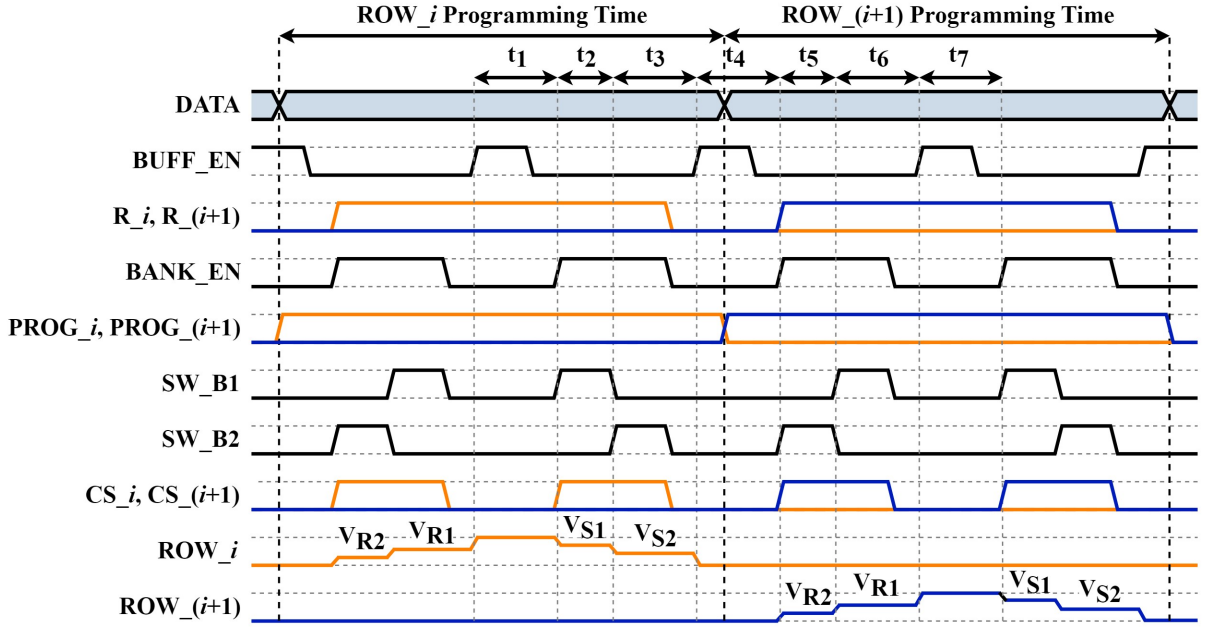 ROW_i Programming Time ROW_(i+1) Programming Time
t1 t2 t3 t4 t5 t6 t7
DATA
BUFF_EN
R_i, R_(i+1)
BANK_EN
PROG_i, PROG_(i+1)
SW_B1
SW_B2
CS_i, CS_(i+1)
ROW_i VR2 VR1 VS1 VS2
ROW_(i+1) VR2 VR1 VS1 VS2